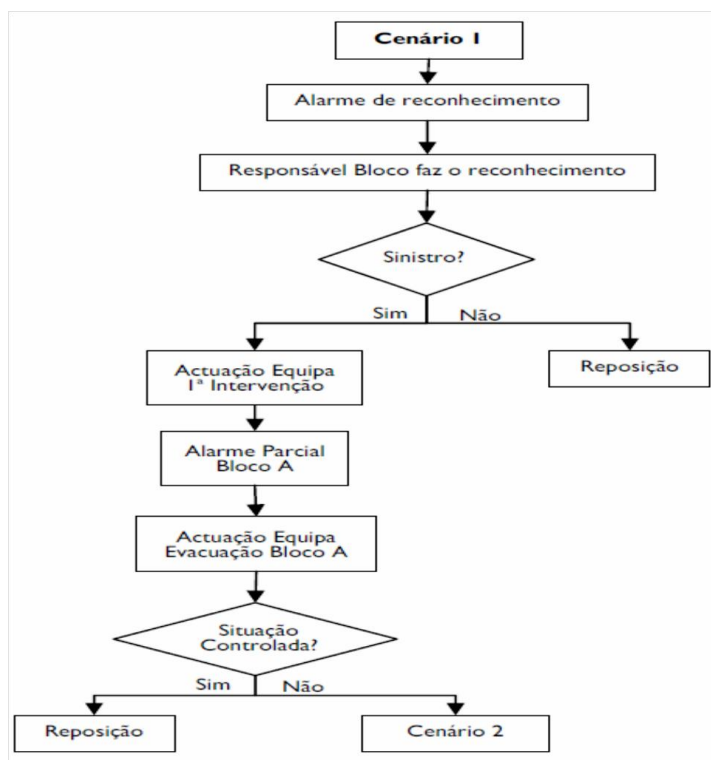 Cenário 1
Alarme de reconhecimento
Responsável Bloco faz o reconhecimento
Sinistro?
Sim
Não
Actuação Equipa
1ª Intervenção
Reposição
Alarme Parcial
Bloco A
Actuação Equipa
Evacuação Bloco A
Situação
Controlada?
Sim
Não
Reposição
Cenário 2